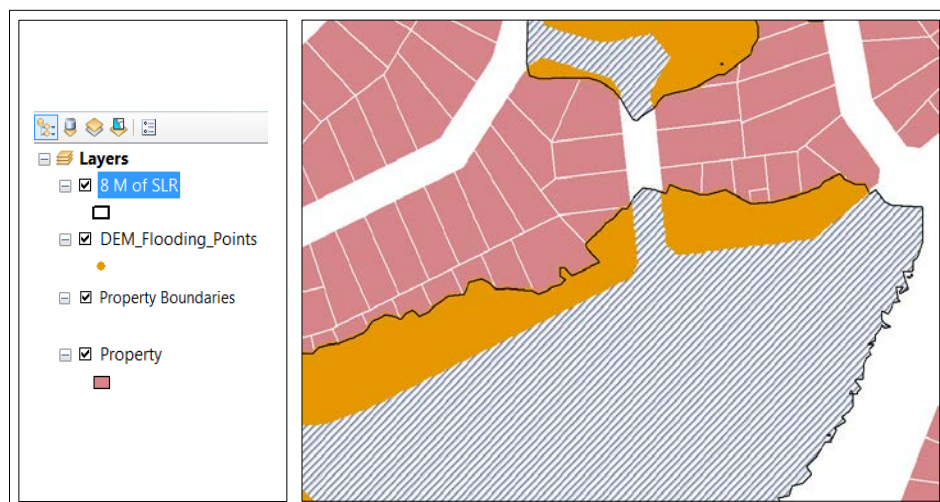 Layers
8 M of SLR
DEM_Flooding_Points
Property Boundaries
Property